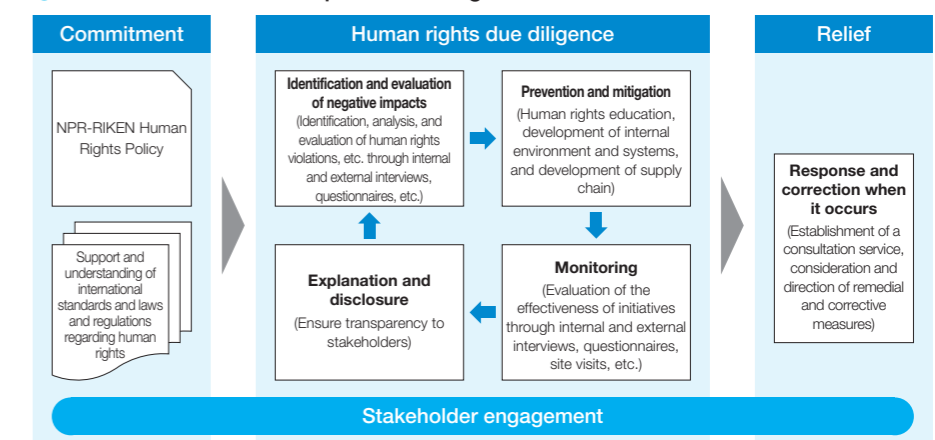 Commitment
Human rights due diligence
Relief
NPR-RIKEN Human
Rights Policy
Support and
understanding of
international
standards and laws
and regulations
regarding human
rights
Identification and evaluation
of negative impacts
(Identification, analysis, and
evaluation of human rights
violations, etc. through internal
and external interviews,
questionnaires, etc.)
Prevention and mitigation
(Human rights education,
development of internal
environment and systems,
and development of supply
chain)
Explanation and
disclosure
(Ensure transparency to
stakeholders)
Monitoring
(Evaluation of the
effectiveness of initiatives
through internal and external
interviews, questionnaires,
site visits, etc.)
Response and
correction when
it occurs
(Establishment of a
consultation service,
consideration and
direction of remedial
and corrective
measures)
Stakeholder engagement